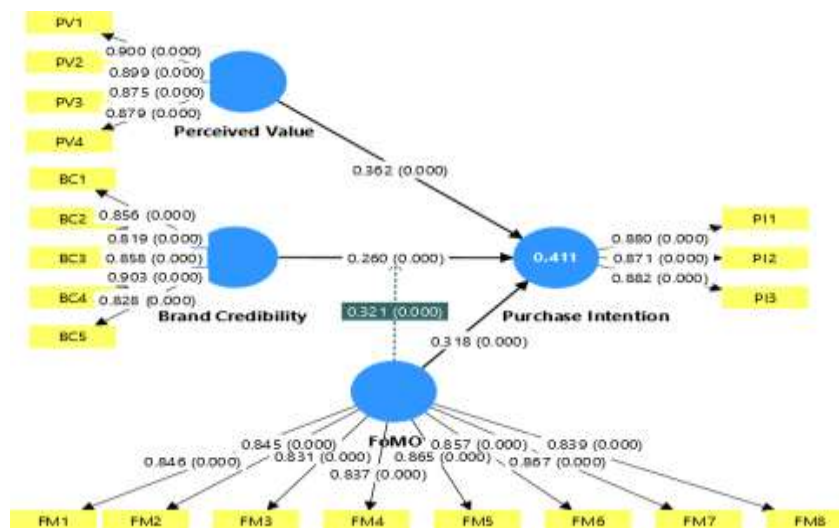 PV1
0.900 (0.000)
PV2
0.899 (0.000)
PV3
0.875 (0.000)
0.879 (0.000)
PV4
Perceived Value
0.362 (0.000)
BC1
BC2
0.856 (0.000)
0.819 (0.000)
BC3
0.858 (0.000)
0.903 (0.000)
BC4
0.828 (0.000)
BC5
Brand Credibility
0.260 (0.000)
0.411
Purchase Intention
PI1
0.880 (0.000)
0.871 (0.000)
PI2
0.882 (0.000)
PI3
0.321 (0.000)
0.318 (0.000)
FoMO
0.846 (0.000)
0.845 (0.000)
0.831 (0.000)
0.837 (0.000)
0.865 (0.000)
0.857 (0.000)
0.867 (0.000)
0.839 (0.000)
FM1
FM2
FM3
FM4
FM5
FM6
FM7
FM8